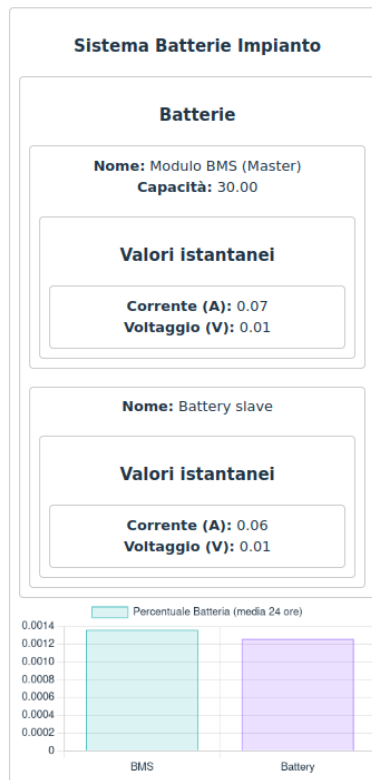 Sistema Batterie Impianto
Batterie
Nome: Modulo BMS (Master)
Capacità: 30.00
Valori istantanei
Corrente (A): 0.07
Voltaggio (V): 0.01
Nome: Battery slave
Valori istantanei
Corrente (A): 0.06
Voltaggio (V): 0.01
Percentuale Batteria (media 24 ore)
0.0014
0.0012
0.0010
0.0008
0.0006
0.0004
0.0002
0
BMS Battery